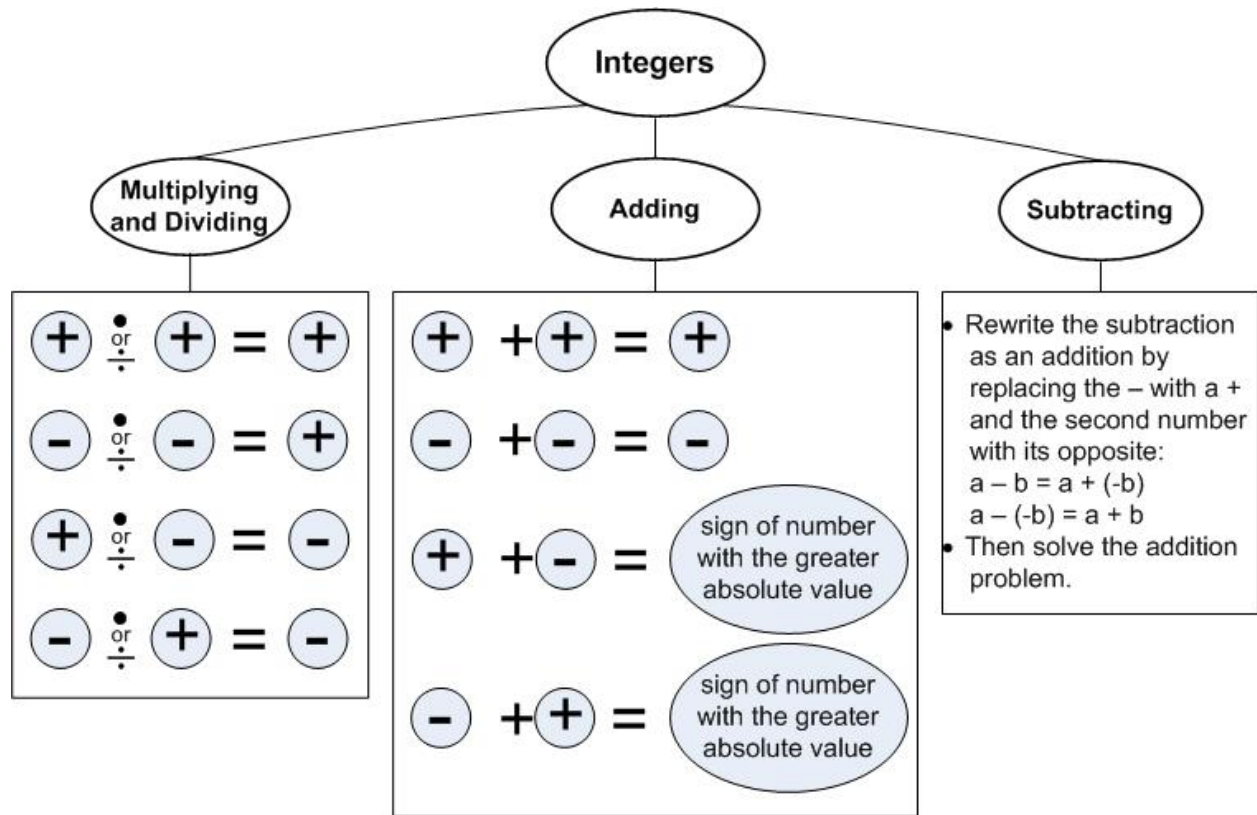 Integers
Multiplying
and Dividing
+ • or ÷ + = +
- • or ÷ - = +
+ • or ÷ - = -
- • or ÷ + = -
Adding
+ + + = +
- + - = -
+ + - = sign of number
with the greater
absolute value
- + + = sign of number
with the greater
absolute value
Subtracting
• Rewrite the subtraction
as an addition by
replacing the – with a +
and the second number
with its opposite:
a – b = a + (-b)
a – (-b) = a + b
• Then solve the addition
problem.